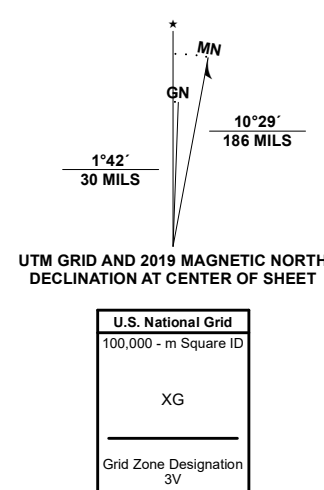 MN
GN
10°29´
186 MILS
1°42´
30 MILS
UTM GRID AND 2019 MAGNETIC NORTH
DECLINATION AT CENTER OF SHEET
U.S. National Grid
100,000 - m Square ID
XG
Grid Zone Designation
3V